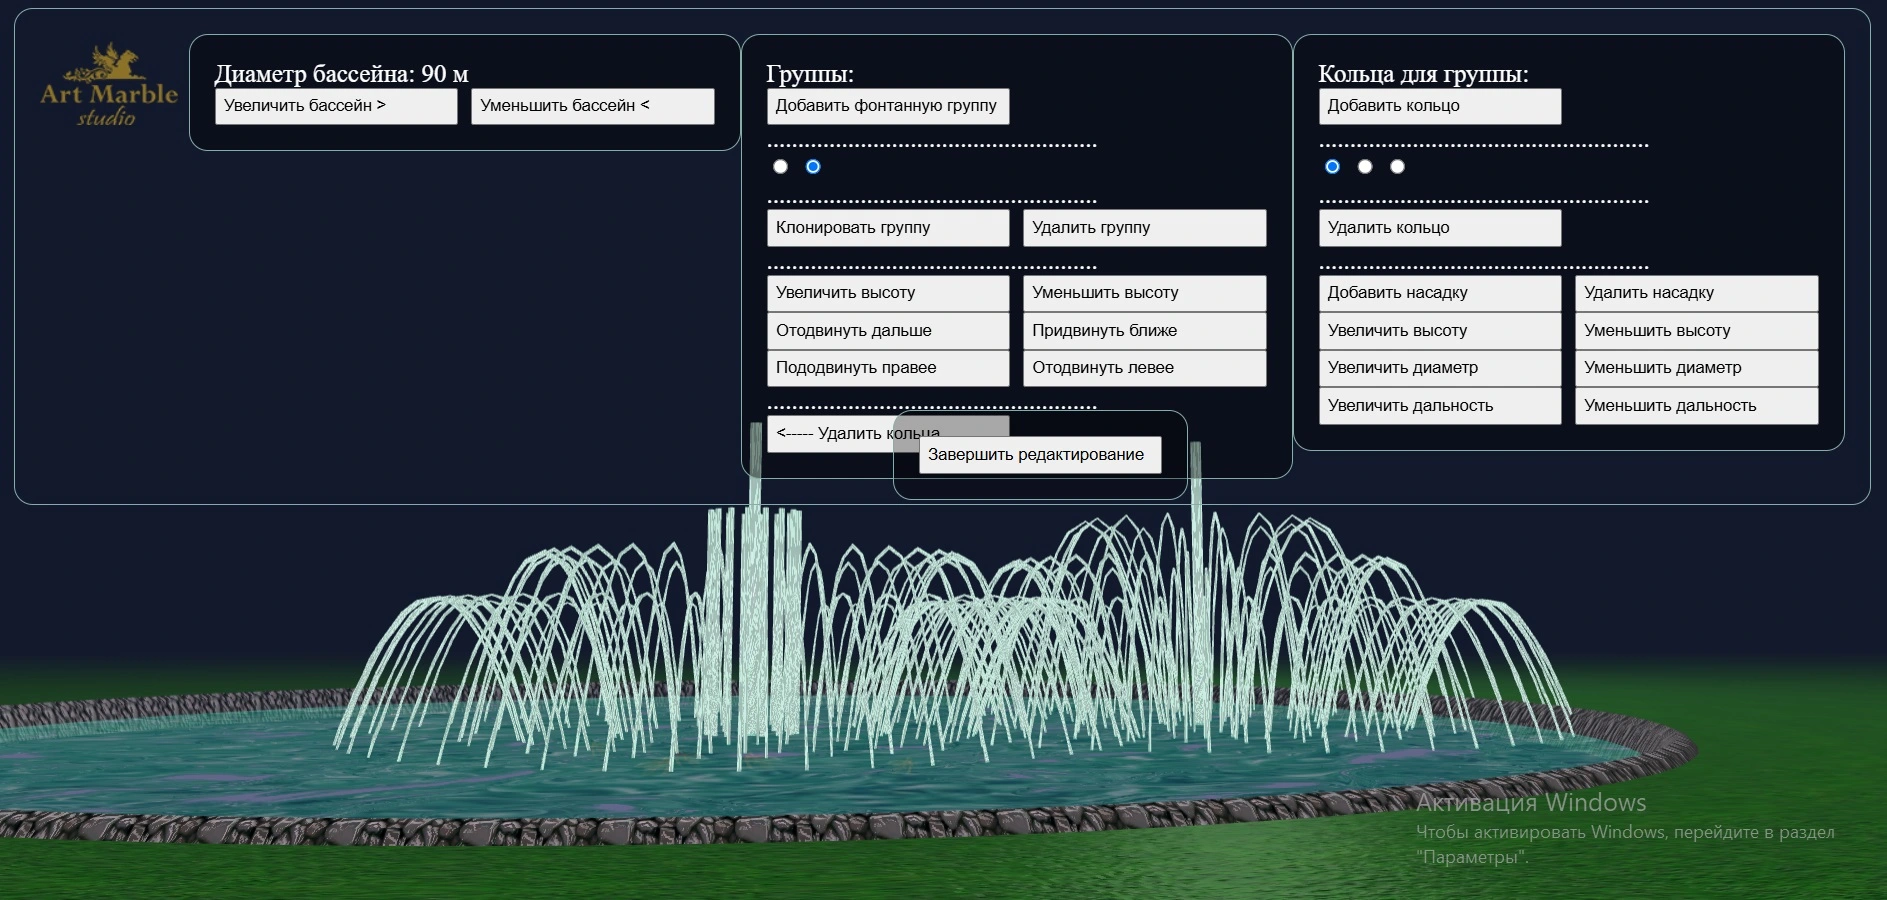 Art Marble
studio
Диаметр бассейна: 90 м
Увеличить бассейн >
Уменьшить бассейн <
Группы:
Добавить фонтанную группу
Клонировать группу
Удалить группу
Увеличить высоту
Уменьшить высоту
Отодвинуть дальше
Придвинуть ближе
Пододвинуть правее
Отодвинуть левее
<----- Удалить кольца
Завершить редактирование
Кольца для группы:
Добавить кольцо
Удалить кольцо
Добавить насадку
Удалить насадку
Увеличить высоту
Уменьшить высоту
Увеличить диаметр
Уменьшить диаметр
Увеличить дальность
Уменьшить дальность
Активация Windows
Чтобы активировать Windows, перейдите в раздел
"Параметры".